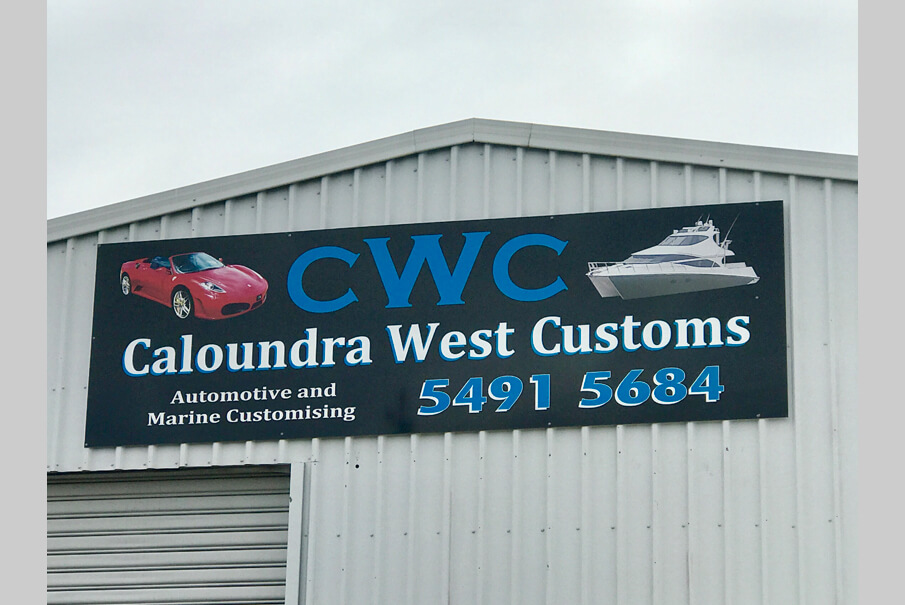 CWC
Caloundra West Customs
Automotive and
Marine Customising
5491 5684